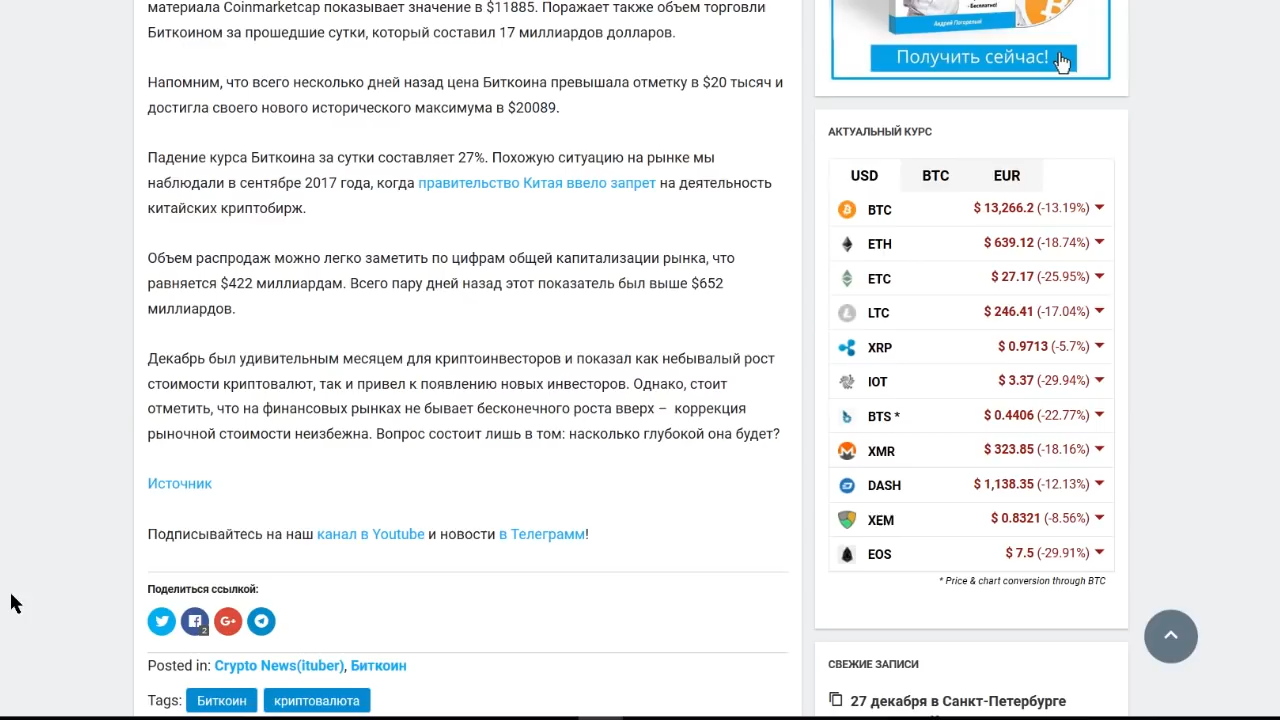 материала Coinmarketcap показывает значение в $11885. Поражает также объем торговли
Биткоином за прошедшие сутки, который составил 17 миллиардов долларов.
Напомним, что всего несколько дней назад цена Биткоина превышала отметку в $20 тысяч и
достигла своего нового исторического максимума в $20089.
Падение курса Биткоина за сутки составляет 27%. Похожую ситуацию на рынке мы
наблюдали в сентябре 2017 года, когда правительство Китая ввело запрет на деятельность
китайских криптобирж.
Объем распродаж можно легко заметить по цифрам общей капитализации рынка, что
равняется $422 миллиардам. Всего пару дней назад этот показатель был выше $652
миллиардов.
Декабрь был удивительным месяцем для криптоинвесторов и показал как небывалый рост
стоимости криптовалют, так и привел к появлению новых инвесторов. Однако, стоит
отметить, что на финансовых рынках не бывает бесконечного роста вверх – коррекция
рыночной стоимости неизбежна. Вопрос состоит лишь в том: насколько глубокой она будет?
Источник
Подписывайтесь на наш канал в Youtube и новости в Телеграмм!
Поделиться ссылкой:
2
Posted in: Crypto News(ituber), Биткоин
Tags: Биткоин криптовалюта
- Бесплатно!
Андрей Погорелый
Получить сейчас!
АКТУАЛЬНЫЙ КУРС
USD BTC EUR
BTC $ 13,266.2 (-13.19%)
ETH $ 639.12 (-18.74%)
ETC $ 27.17 (-25.95%)
LTC $ 246.41 (-17.04%)
XRP $ 0.9713 (-5.7%)
IOT $ 3.37 (-29.94%)
BTS * $ 0.4406 (-22.77%)
XMR $ 323.85 (-18.16%)
DASH $ 1,138.35 (-12.13%)
XEM $ 0.8321 (-8.56%)
EOS $ 7.5 (-29.91%)
* Price & chart conversion through BTC
СВЕЖИЕ ЗАПИСИ
27 декабря в Санкт-Петербурге